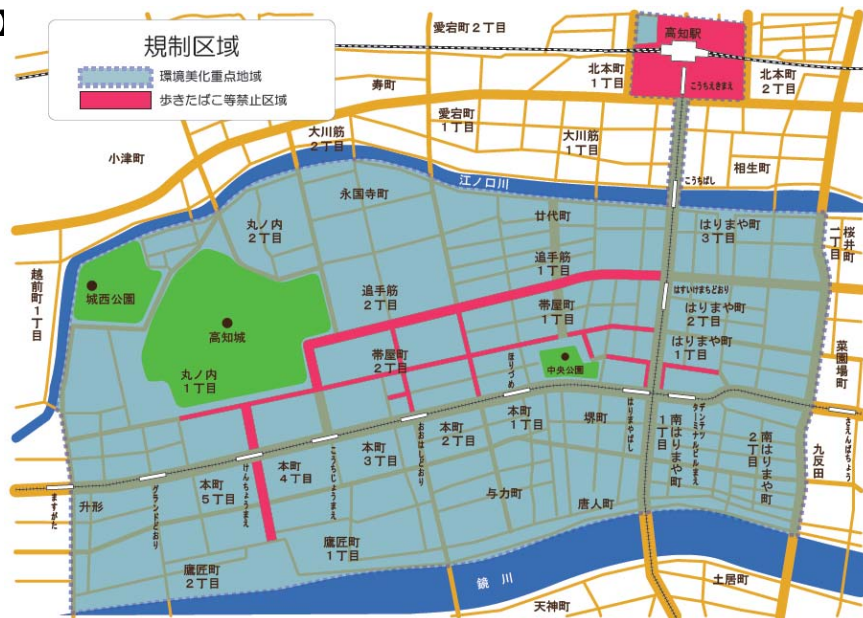 規制区域
環境美化重点地域
歩きたばこ等禁止区域
愛宕町2丁目
高知駅
北本町
1丁目
こうちえきまえ
北本町
2丁目
寿町
愛宕町
1丁目
大川筋
2丁目
大川筋
1丁目
小津町
相生町
江ノ口川
こうちばし
永国寺町
丸ノ内
2丁目
廿代町
はりまや町
3丁目
桜井町
一丁目
越前町1丁目
城西公園
追手筋
1丁目
追手筋
2丁目
はすいけまちどおり
高知城
帯屋町
1丁目
はりまや町
2丁目
帯屋町
2丁目
はりまや町
1丁目
菜園場町
丸ノ内
1丁目
ほりづめ
中央公園
本町
1丁目
堺町
はりまやばし
南はりまや町
1丁目
デンテツ
ターミナルビルまえ
南はりまや町
2丁目
さえんばちょう
九反田
本町
2丁目
おおはしどおり
本町
3丁目
こうちじょうまえ
本町
4丁目
けんちょうまえ
本町
5丁目
グランドどおり
升形
ますがた
与力町
唐人町
鷹匠町
1丁目
鷹匠町
2丁目
鏡川
土居町
天神町